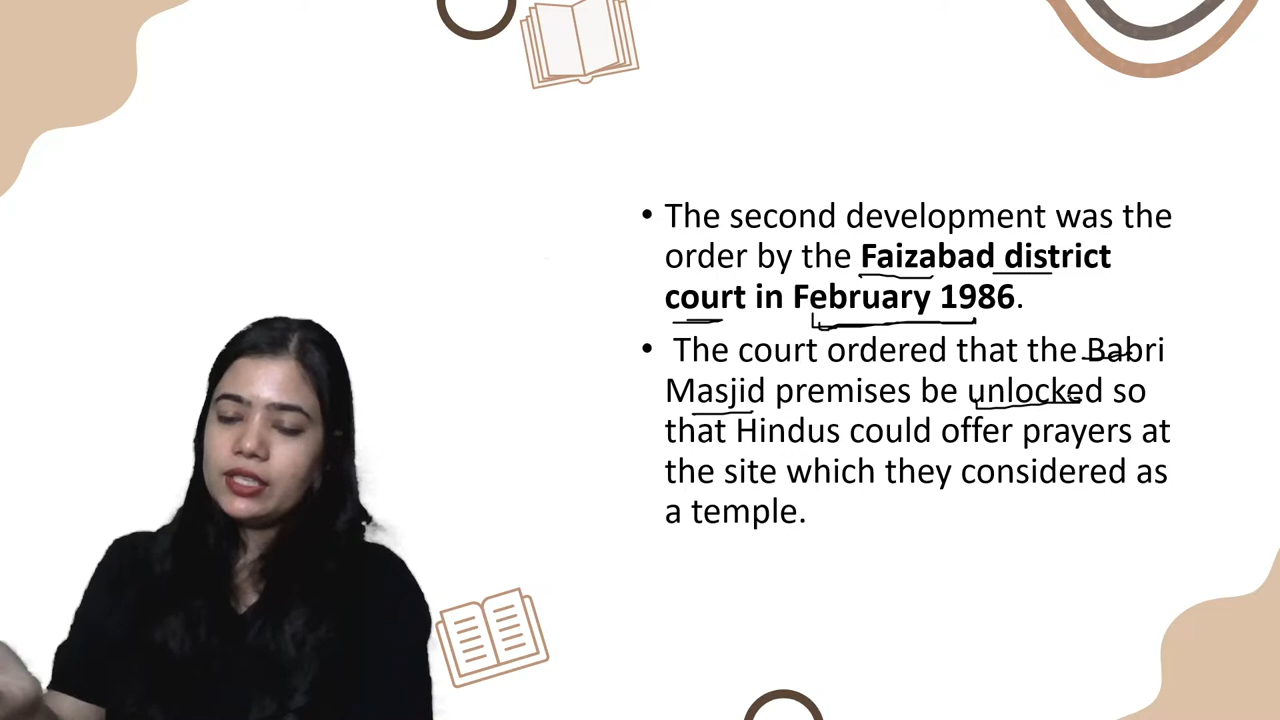 • The second development was the
order by the Faizabad district
court in February 1986.
• The court ordered that the Babri
Masjid premises be unlocked so
that Hindus could offer prayers at
the site which they considered as
a temple.